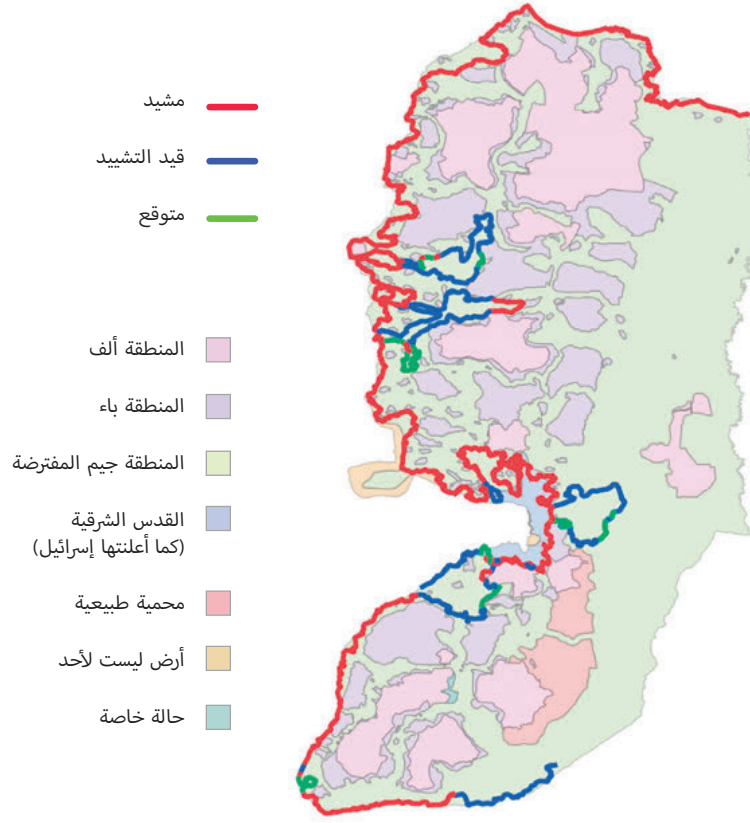 مشيد
قيد التشييد
متوقع
المنطقة ألف
المنطقة باء
المنطقة جيم المفترضة
القدس الشرقية
(كما أعلنتها إسرائيل)
محمية طبيعية
أرض ليست لأحد
حالة خاصة